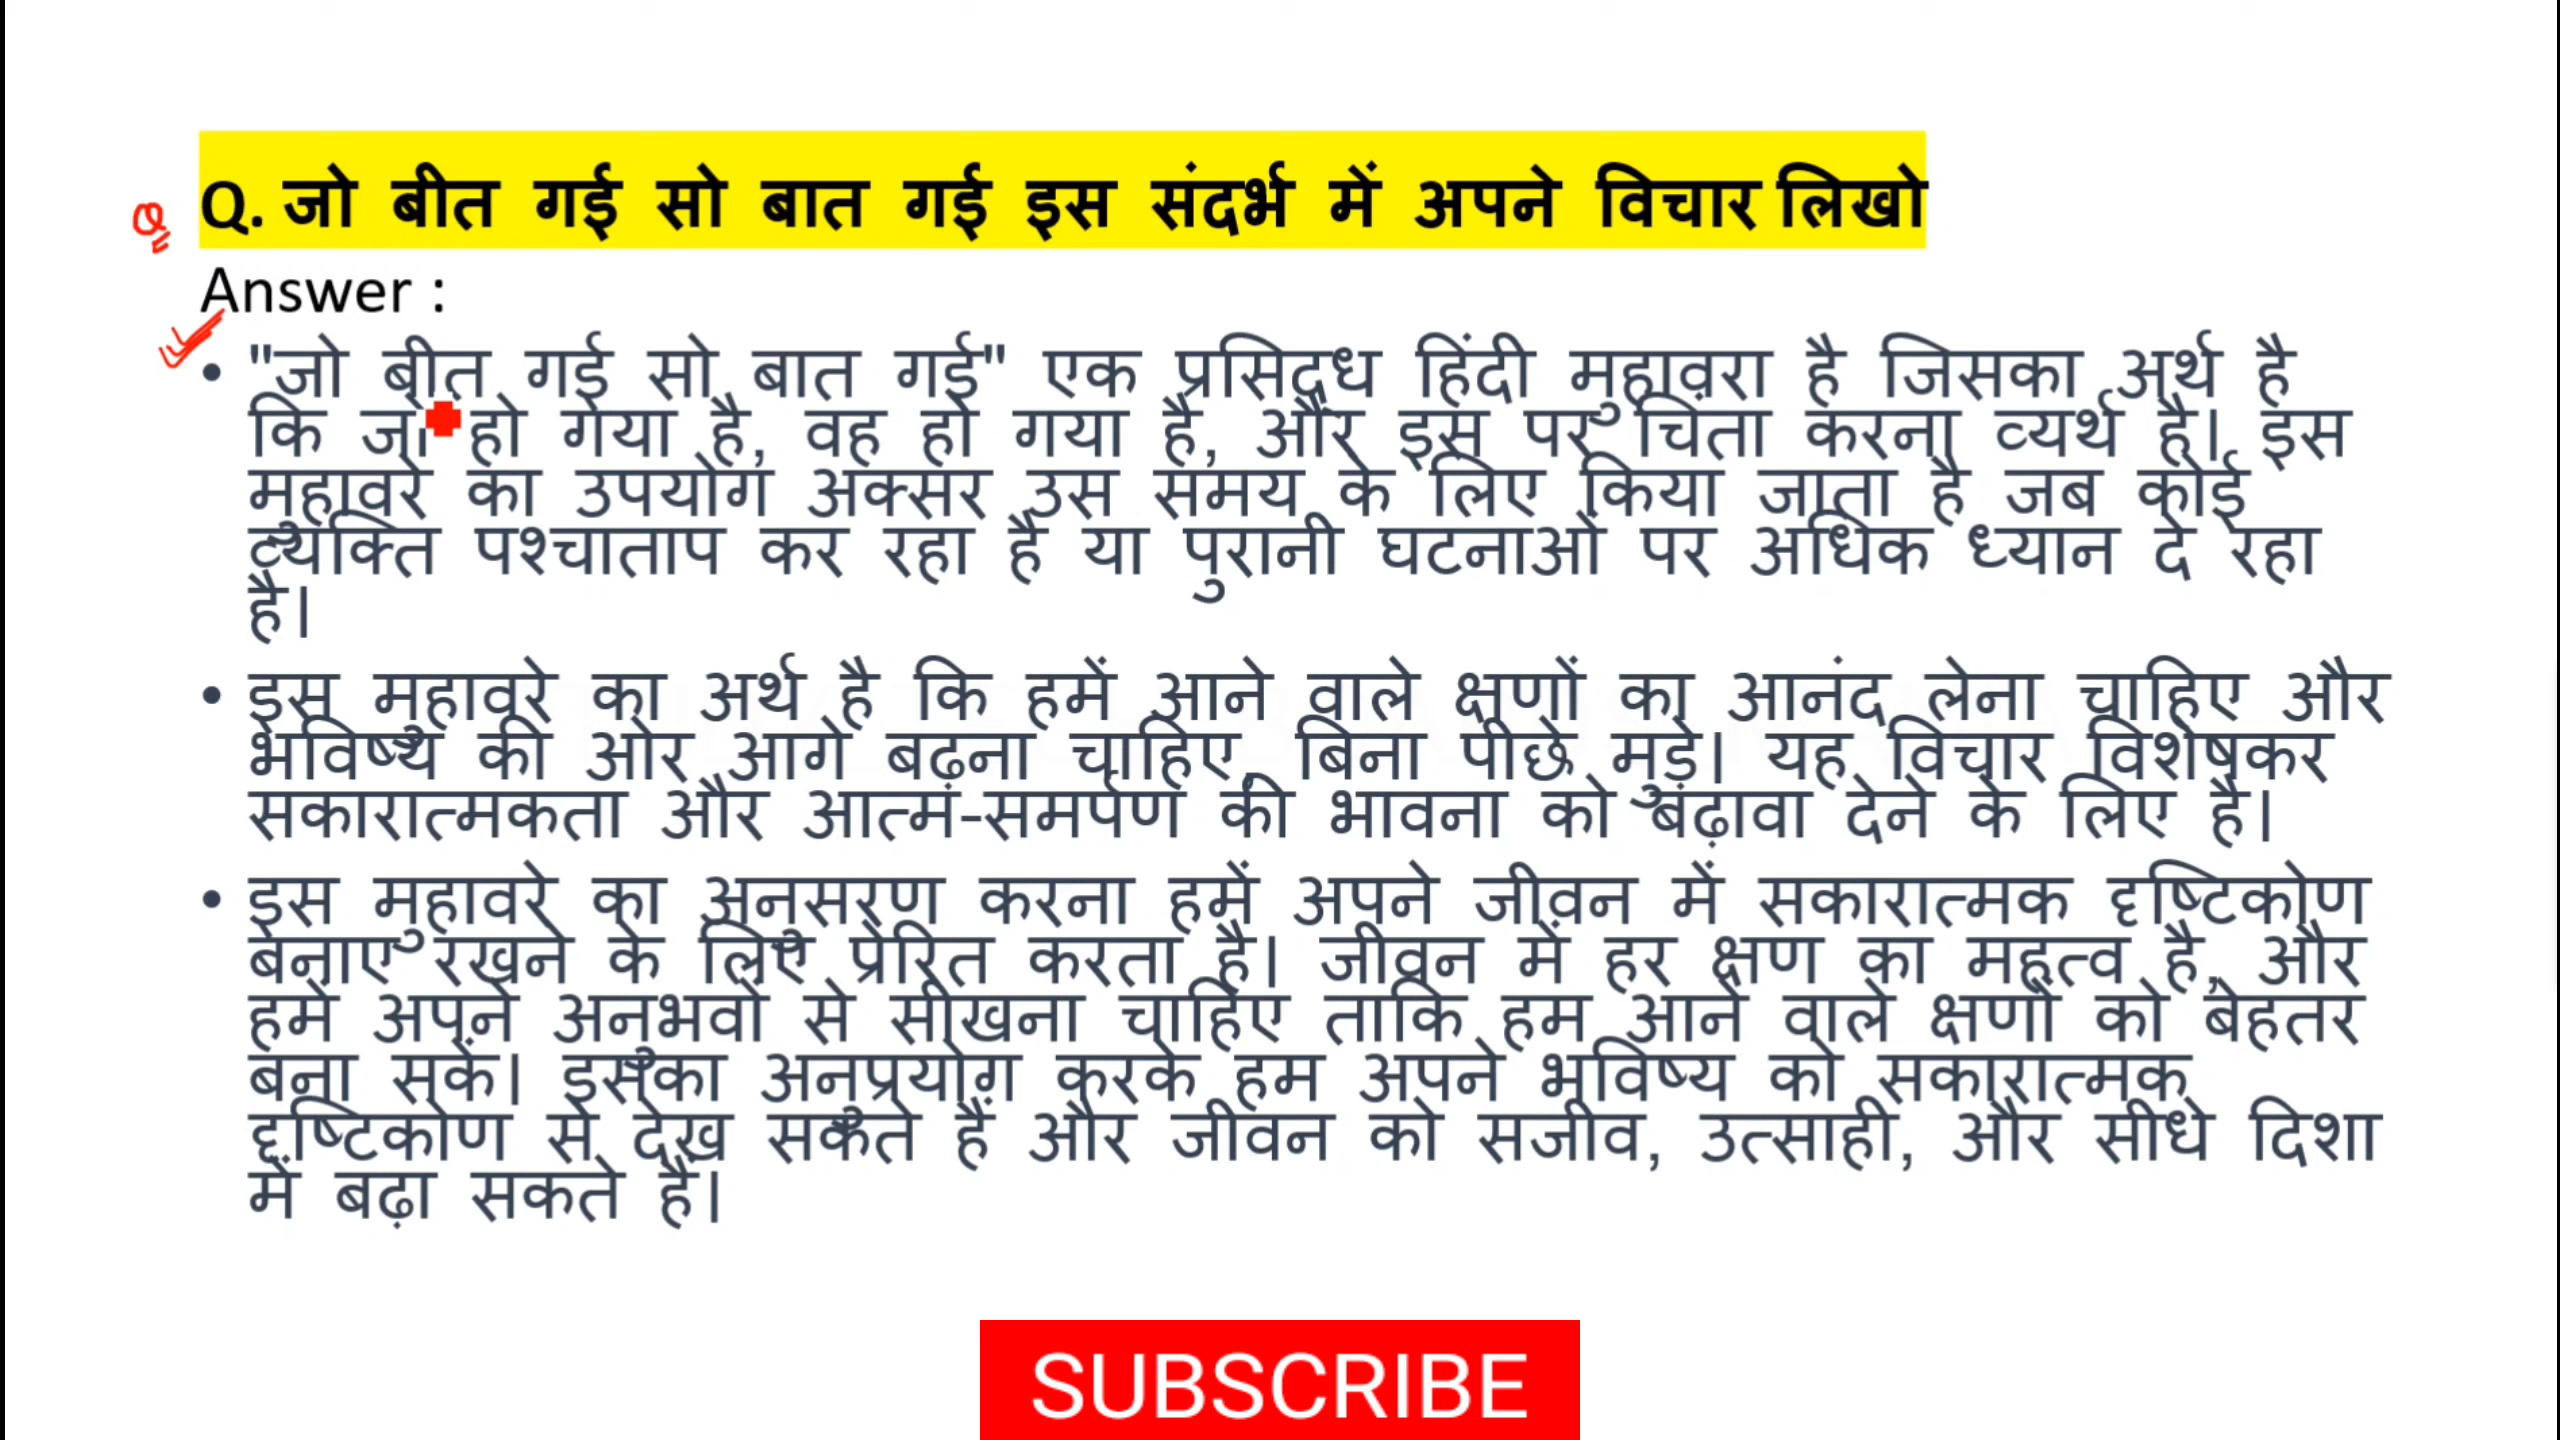 Q. जो बीत गई सो बात गई इस संदर्भ में अपने विचार लिखो
Q
Answer :
• "जो बीत गई सो बात गई" एक प्रसिद्ध हिंदी मुहावरा है जिसका अर्थ है
कि जो हो गया है, वह हो गया है, और इस पर चिंता करना व्यर्थ है। इस
मुहावरे का उपयोग अक्सर उस समय के लिए किया जाता है जब कोई
व्यक्ति पश्चाताप कर रहा है या पुरानी घटनाओं पर अधिक ध्यान दे रहा
है।
• इस मुहावरे का अर्थ है कि हमें आने वाले क्षणों का आनंद लेना चाहिए और
भविष्य की ओर आगे बढ़ना चाहिए, बिना पीछे मुड़े। यह विचार विशेषकर
सकारात्मकता और आत्म-समर्पण की भावना को बढ़ावा देने के लिए है।
• इस मुहावरे का अनुसरण करना हमें अपने जीवन में सकारात्मक दृष्टिकोण
बनाए रखने के लिए प्रेरित करता है। जीवन में हर क्षण का महत्व है, और
हमें अपने अनुभवों से सीखना चाहिए ताकि हम आने वाले क्षणों को बेहतर
बना सकें। इसका अनुप्रयोग करके हम अपने भविष्य को सकारात्मक
दृष्टिकोण से देख सकते हैं और जीवन को सजीव, उत्साही, और सीधे दिशा
में बढ़ा सकते हैं।
SUBSCRIBE